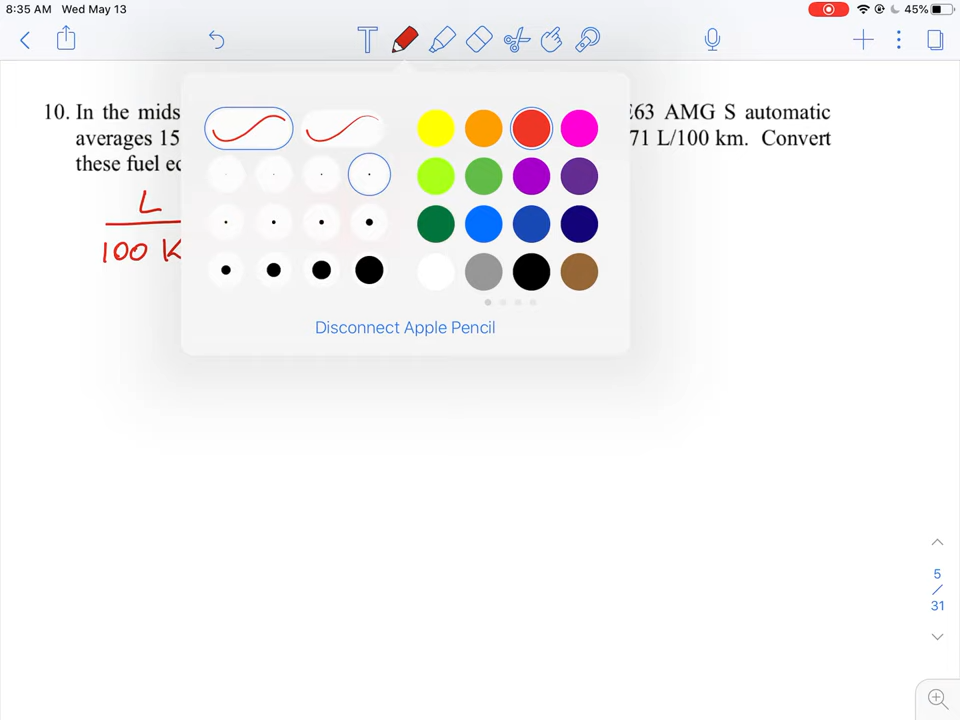 8:35 AM Wed May 13
45%
T
10. In the mids
E63 AMG S automatic
averages 15
71 L/100 km. Convert
these fuel ec
L
100 K
Disconnect Apple Pencil
5
/
31